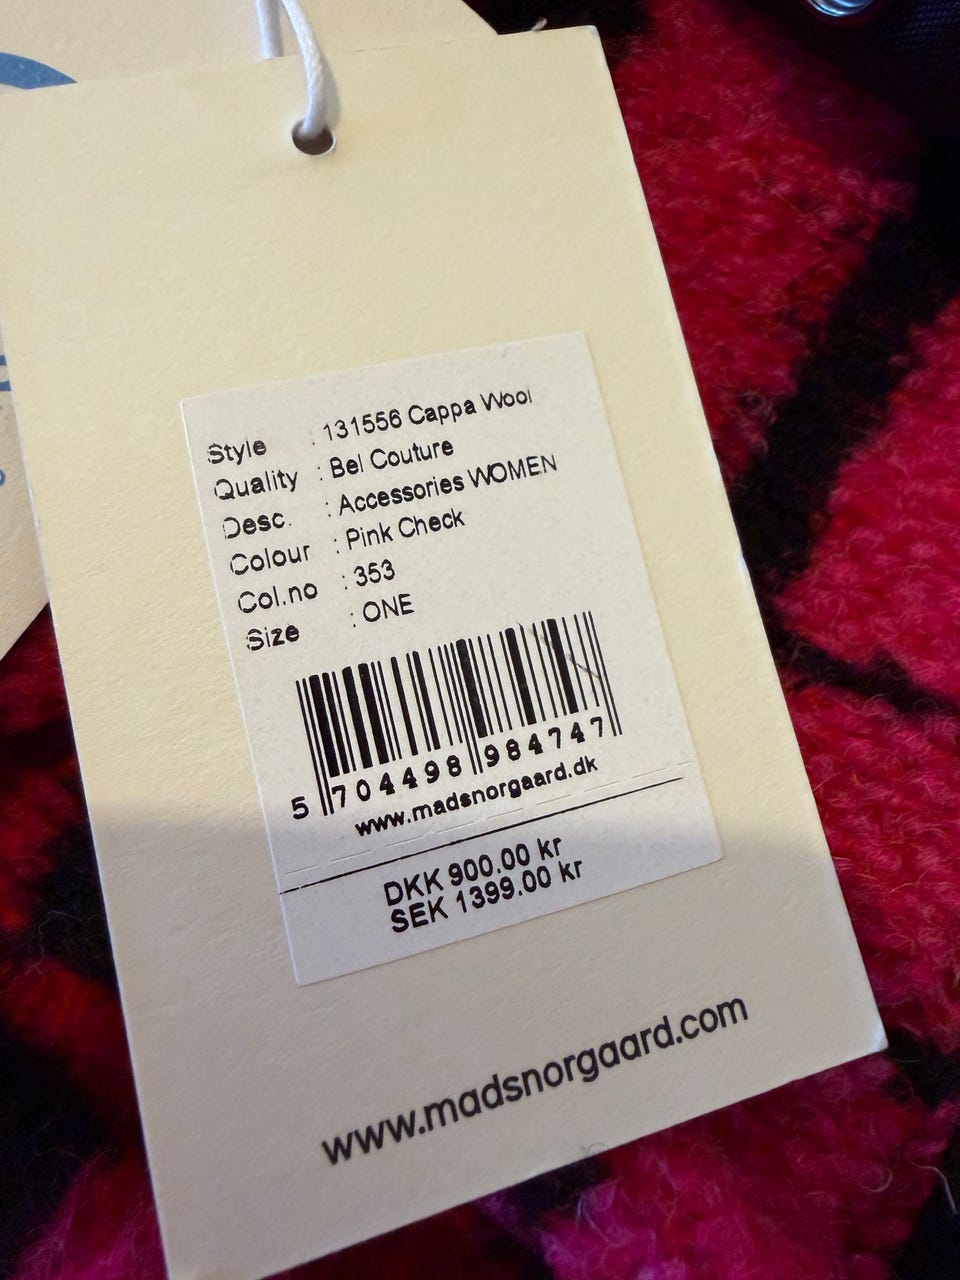 Style : 131556 Cappa Wool
Quality : Bel Couture
Desc. : Accessories WOMEN
Colour : Pink Check
Col.no : 353
Size : ONE
5 704498 984747
www.madsnorgaard.dk
DKK 900.00 kr
SEK 1399.00 kr
www.madsnorgaard.com